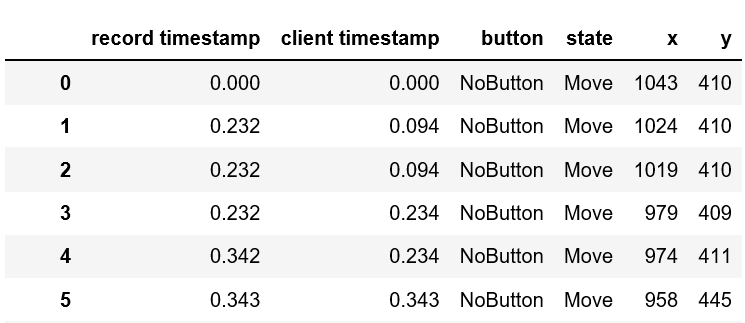 record timestamp client timestamp button state x y
0 0.000 0.000 NoButton Move 1043 410
1 0.232 0.094 NoButton Move 1024 410
2 0.232 0.094 NoButton Move 1019 410
3 0.232 0.234 NoButton Move 979 409
4 0.342 0.234 NoButton Move 974 411
5 0.343 0.343 NoButton Move 958 445